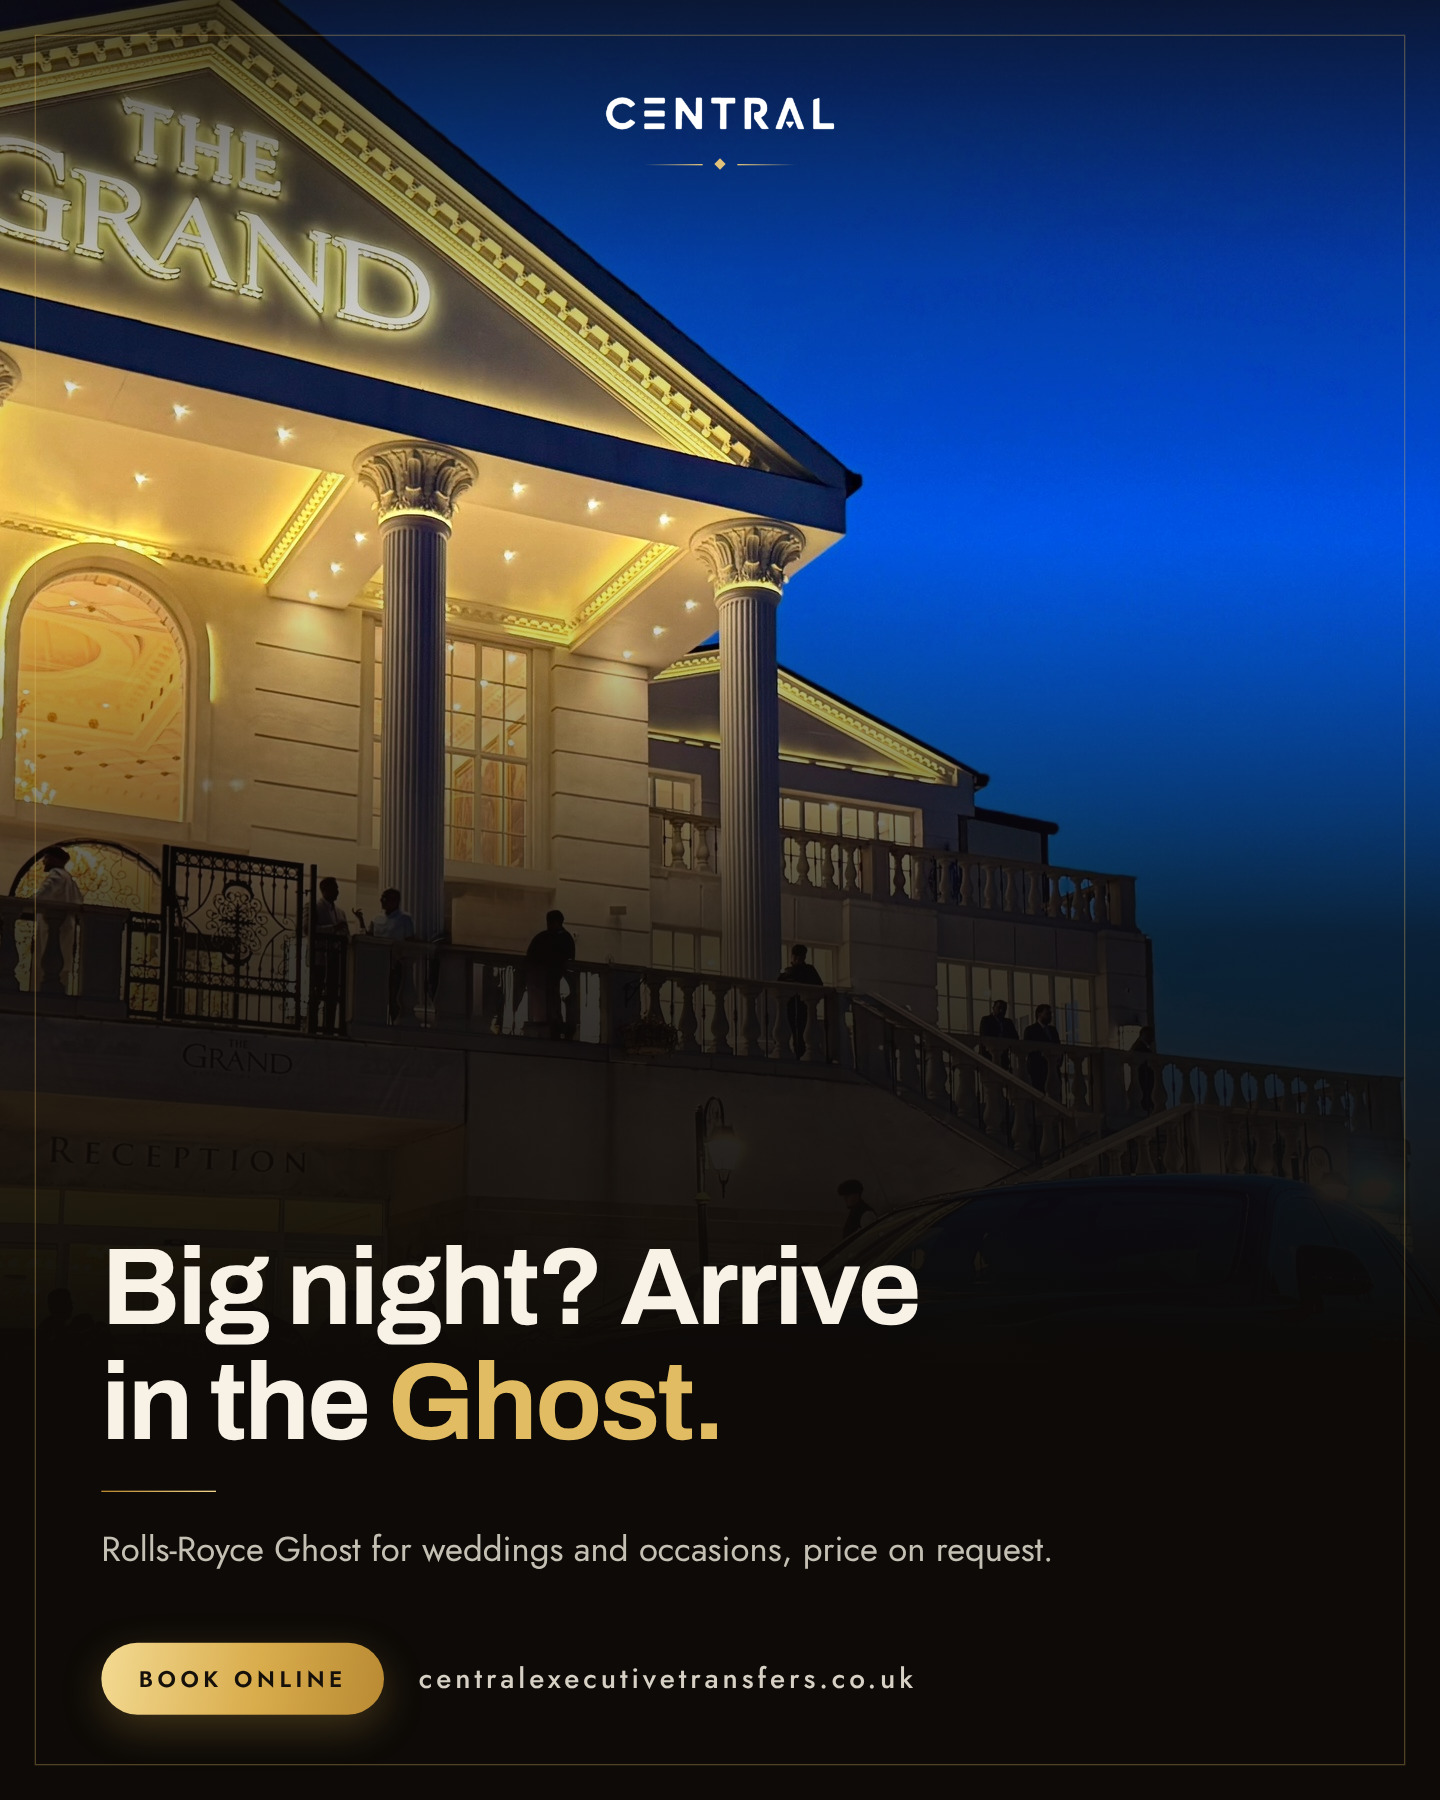 CENTRAL
THE
GRAND
THE
GRAND
RECEPTION
Big night? Arrive
in the Ghost.
Rolls-Royce Ghost for weddings and occasions, price on request.
BOOK ONLINE
centralexecutivetransfers.co.uk